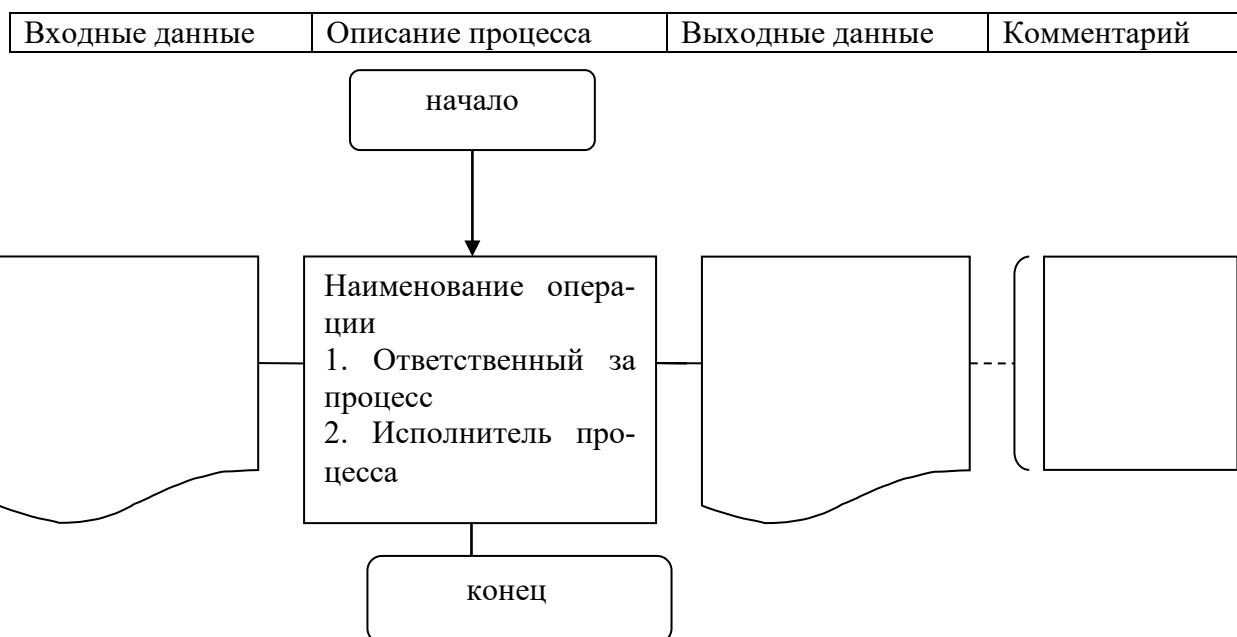 Входные данные Описание процесса Выходные данные Комментарий
начало
Наименование опера-
ции
1. Ответственный за
процесс
2. Исполнитель про-
цесса
конец